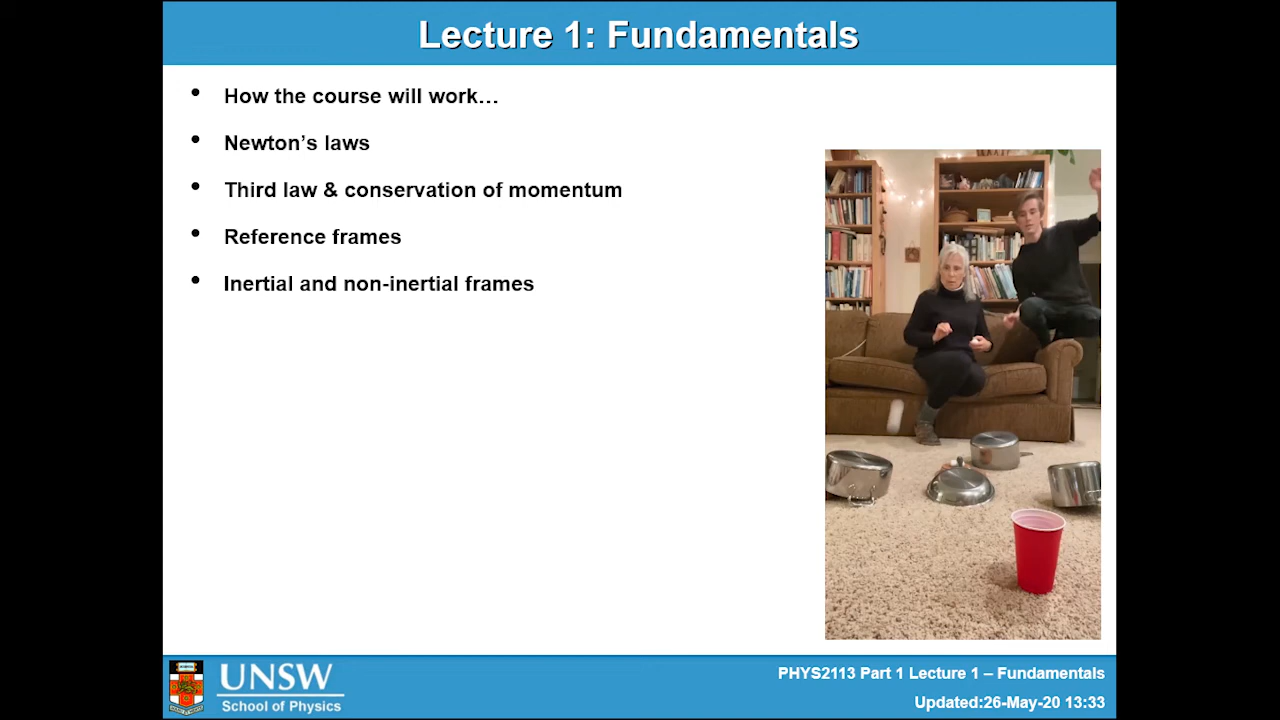 Lecture 1: Fundamentals
• How the course will work…
• Newton’s laws
• Third law & conservation of momentum
• Reference frames
• Inertial and non-inertial frames
UNSW
School of Physics
PHYS2113 Part 1 Lecture 1 – Fundamentals
Updated:26-May-20 13:33